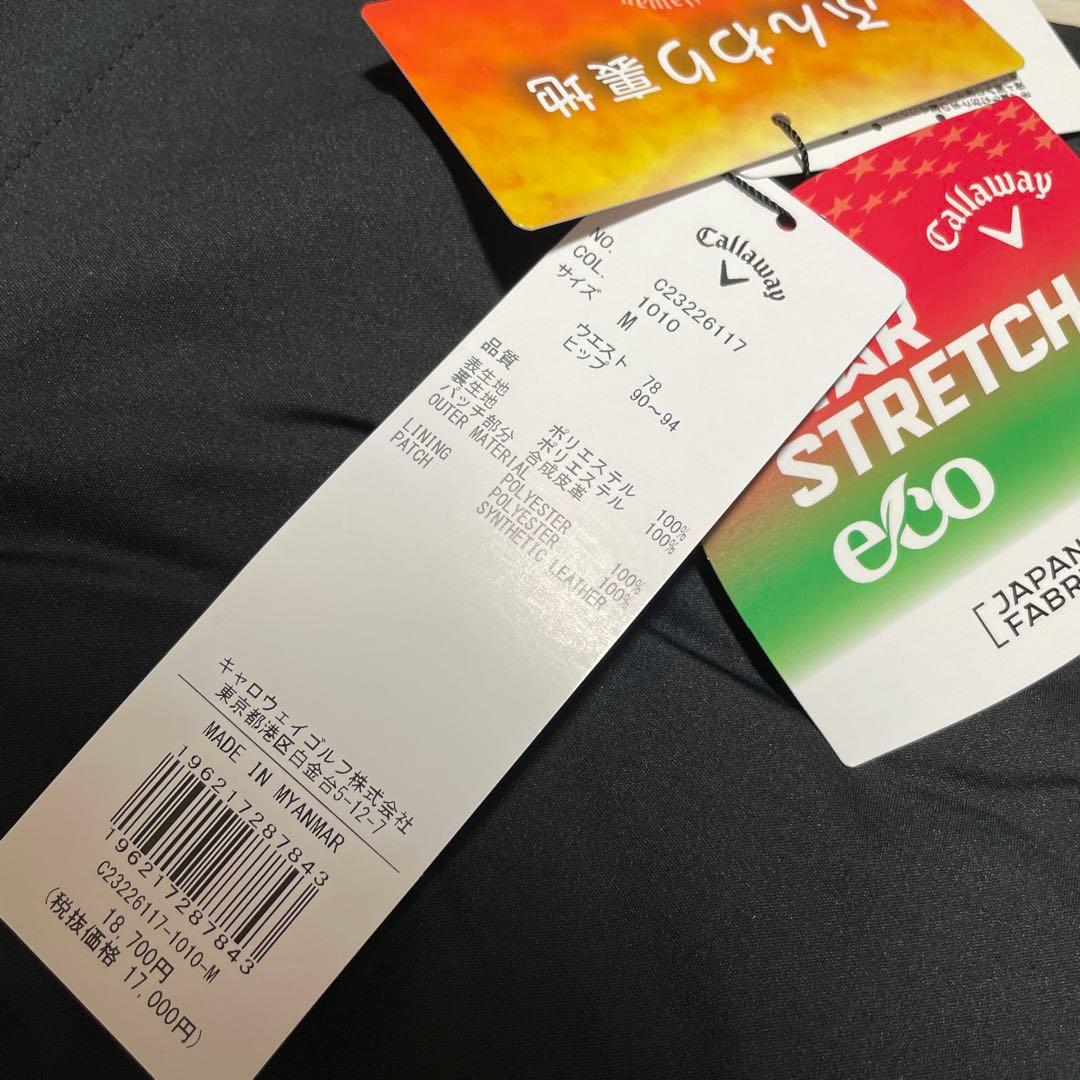 ふんわり裏地
Callaway
NO. C23226117
COL. 1010
サイズ M
ウエスト 78
ヒップ 90～94
品質
表生地 ポリエステル 100%
裏生地 ポリエステル 100%
パッチ部分 合成皮革
OUTER MATERIAL
POLYESTER 100%
LINING POLYESTER 100%
PATCH SYNTHETIC LEATHER
キャロウェイゴルフ株式会社
東京都港区白金台5-12-7
MADE IN MYANMAR
196217287843
196217287843
C23226117-1010-M
18,700円
(税抜価格 17,000円)
Callaway
STRETCH
eco
JAPAN
FABRI